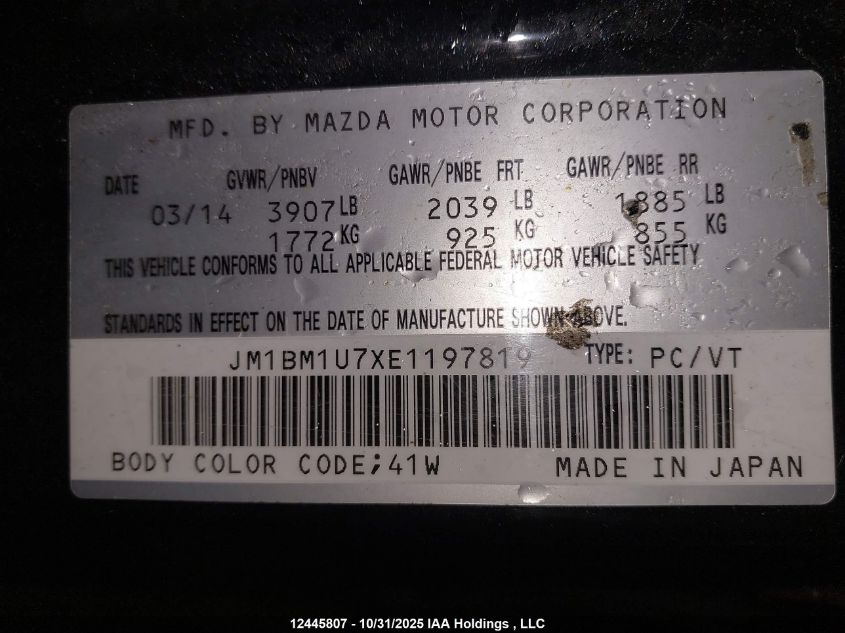 MFD. BY MAZDA MOTOR CORPORATION
DATE GVWR/PNBV GAWR/PNBE FRT GAWR/PNBE RR
03/14 3907 LB 2039 LB 1885 LB
1772 KG 925 KG 855 KG
THIS VEHICLE CONFORMS TO ALL APPLICABLE FEDERAL MOTOR VEHICLE SAFETY
STANDARDS IN EFFECT ON THE DATE OF MANUFACTURE SHOWN ABOVE.
JM1BM1U7XE1197819 TYPE: PC/VT
BODY COLOR CODE;41W MADE IN JAPAN
12445807 - 10/31/2025 IAA Holdings , LLC